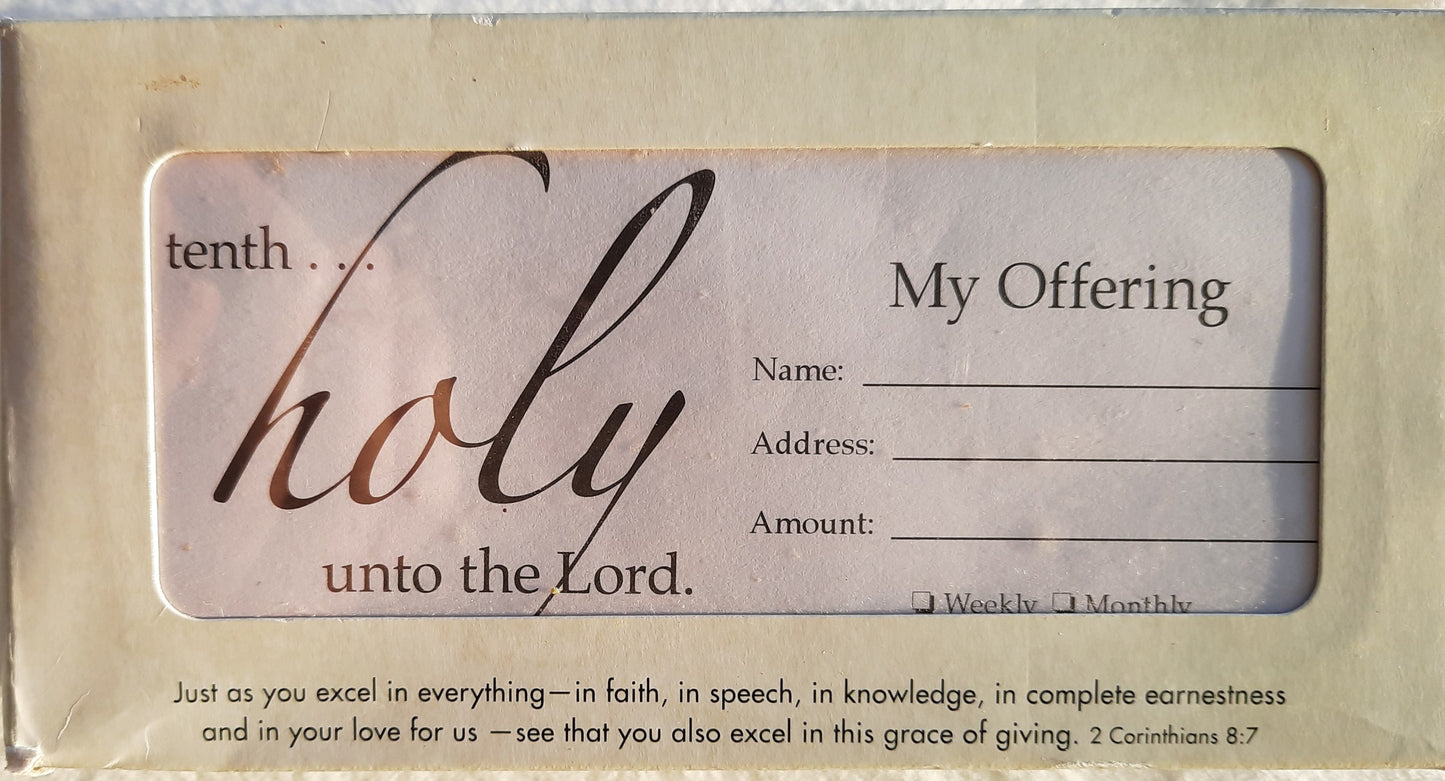 tenth . . .
holy
unto the Lord.
My Offering
Name:
Address:
Amount:
❏ Weekly ❏ Monthly
Just as you excel in everything—in faith, in speech, in knowledge, in complete earnestness
and in your love for us —see that you also excel in this grace of giving. 2 Corinthians 8:7